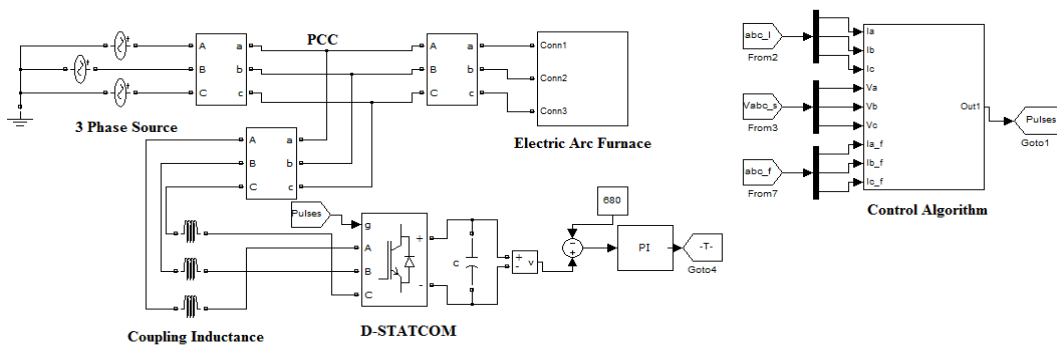 A a
B b
C c
PCC
A a
B b
C c
Conn1
Conn2
Conn3
3 Phase Source
Electric Arc Furnace
A a
B b
C c
Pulses
g
A
B
C
+
-
c
+
-
v
680
-
+
PI
-T-
Goto4
Coupling Inductance
D-STATCOM
abc_I
From2
Vabc_s
From3
abc_f
From7
Ia
Ib
Ic
Va
Vb
Vc
Ia_f
Ib_f
Ic_f
Out1
Pulses
Goto1
Control Algorithm